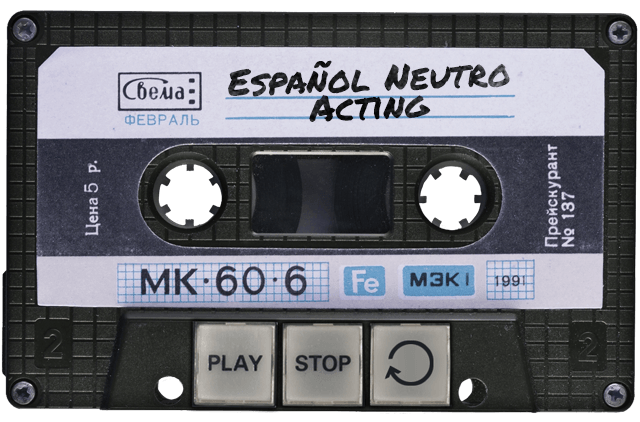 Свема
ESPAÑOL NEUTRO
ACTING
ФЕВРАЛЬ
Цена 5 р.
Прейскурант
№ 137
МК·60·6
Fe
МЭК I
1991
2
2
PLAY
STOP